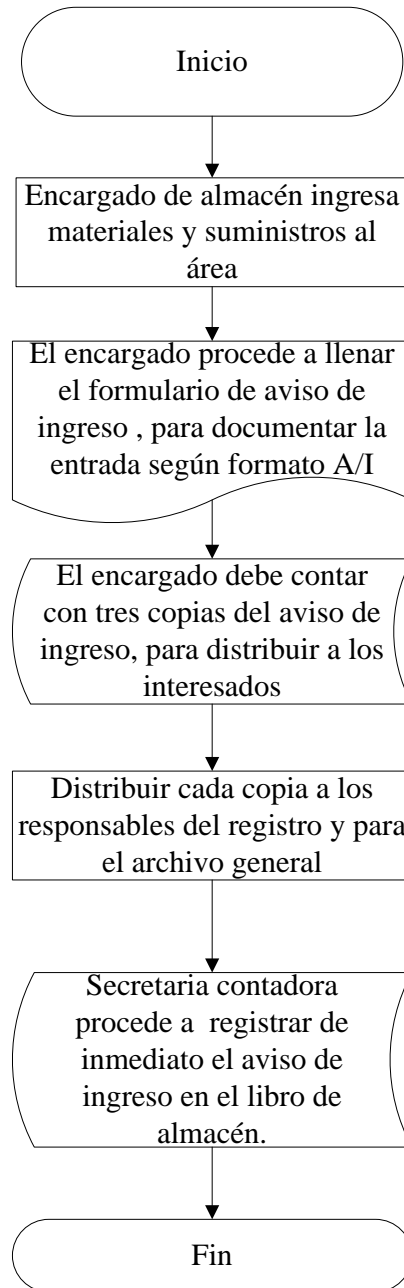 Inicio
Encargado de almacén ingresa
materiales y suministros al
área
El encargado procede a llenar
el formulario de aviso de
ingreso , para documentar la
entrada según formato A/I
El encargado debe contar
con tres copias del aviso de
ingreso, para distribuir a los
interesados
Distribuir cada copia a los
responsables del registro y para
el archivo general
Secretaria contadora
procede a  registrar de
inmediato el aviso de
ingreso en el libro de
almacén.
Fin